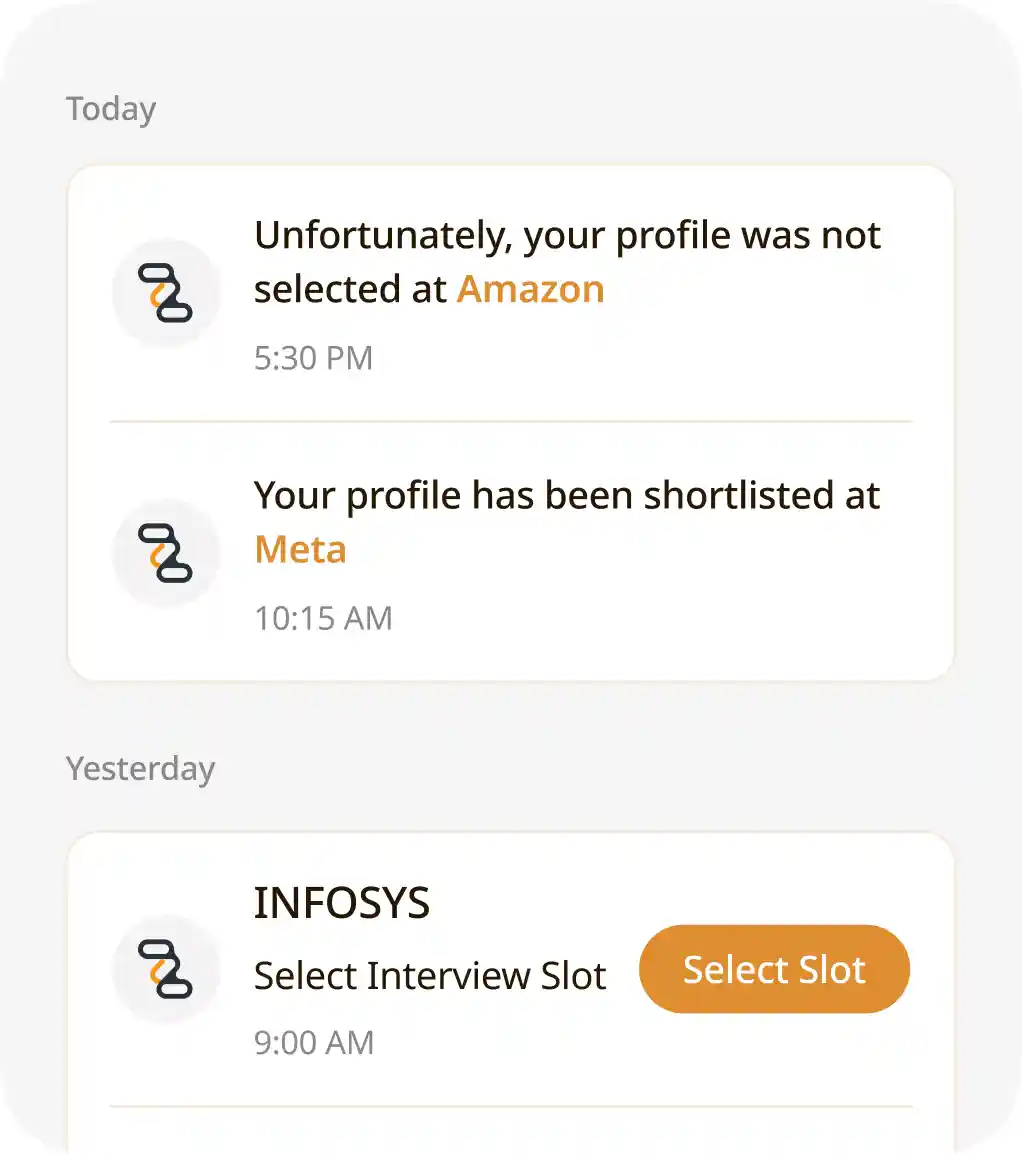 Today
Unfortunately, your profile was not
selected at Amazon
5:30 PM
Your profile has been shortlisted at
Meta
10:15 AM
Yesterday
INFOSYS
Select Interview Slot
Select Slot
9:00 AM